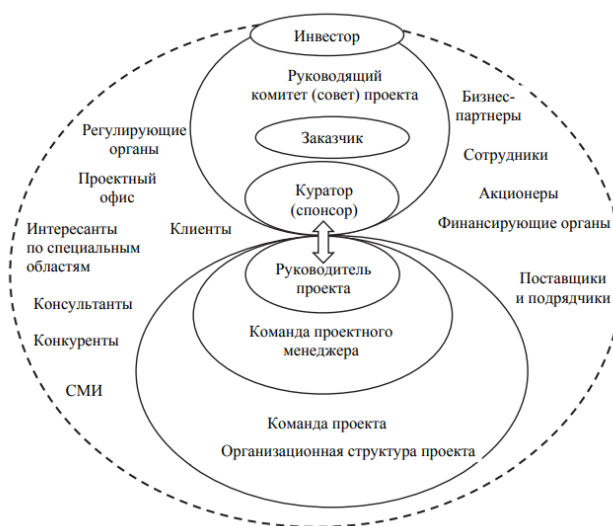 Инвестор
Руководящий
комитет (совет) проекта
Бизнес-
партнеры
Регулирующие
органы
Заказчик
Сотрудники
Проектный
офис
Куратор
(спонсор)
Акционеры
Интересанты
по специальным
областям
Клиенты
Финансирующие органы
Руководитель
проекта
Поставщики
и подрядчики
Консультанты
Команда проектного
менеджера
Конкуренты
СМИ
Команда проекта
Организационная структура проекта